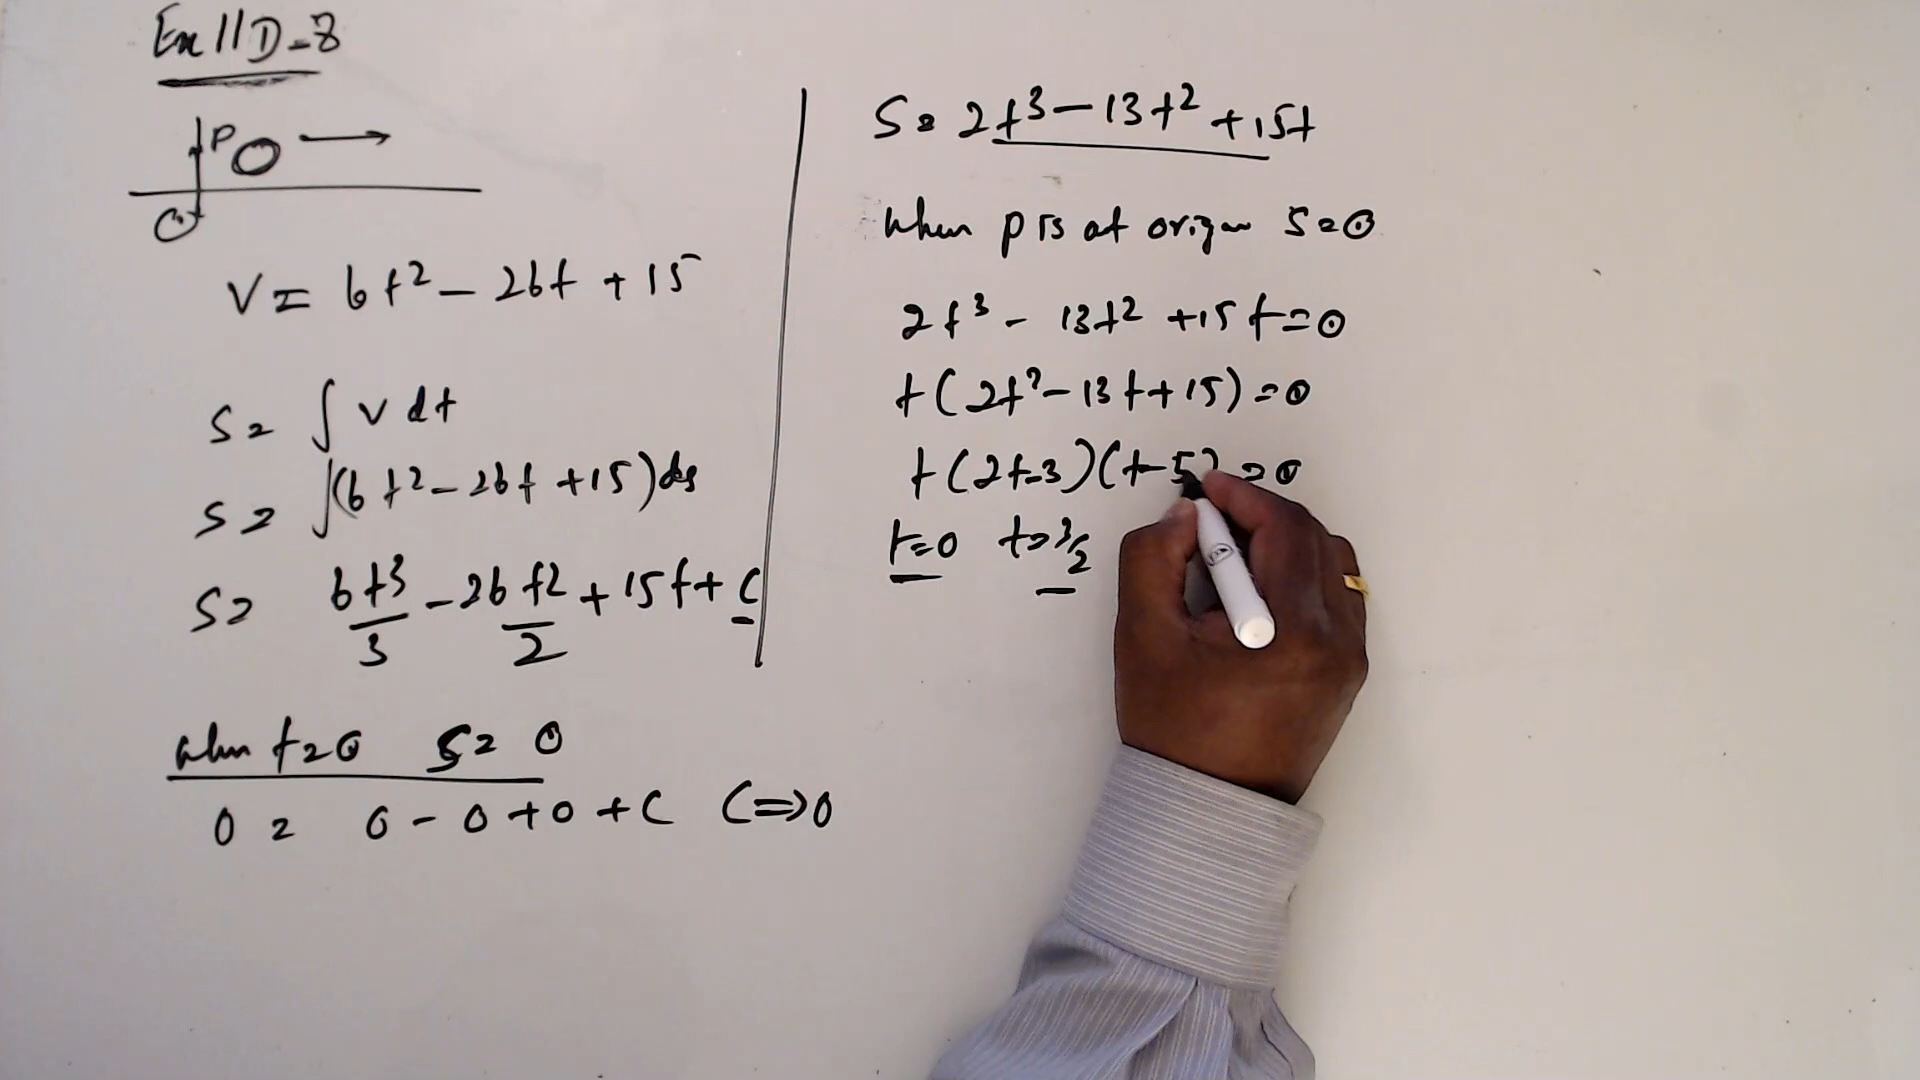 Ex 11D-8
P
O
V = 6t² - 26t + 15
S = ∫ v dt
S = ∫(6t² - 26t + 15) ds
S = 6t³/3 - 26t²/2 + 15t + C
when t = 0 S = 0
0 = 0 - 0 + 0 + C C => 0
S = 2t³ - 13t² + 15t
when P is at origin S = 0
2t³ - 13t² + 15t = 0
t(2t² - 13t + 15) = 0
t(2t-3)(t-5) = 0
t=0 t=3/2